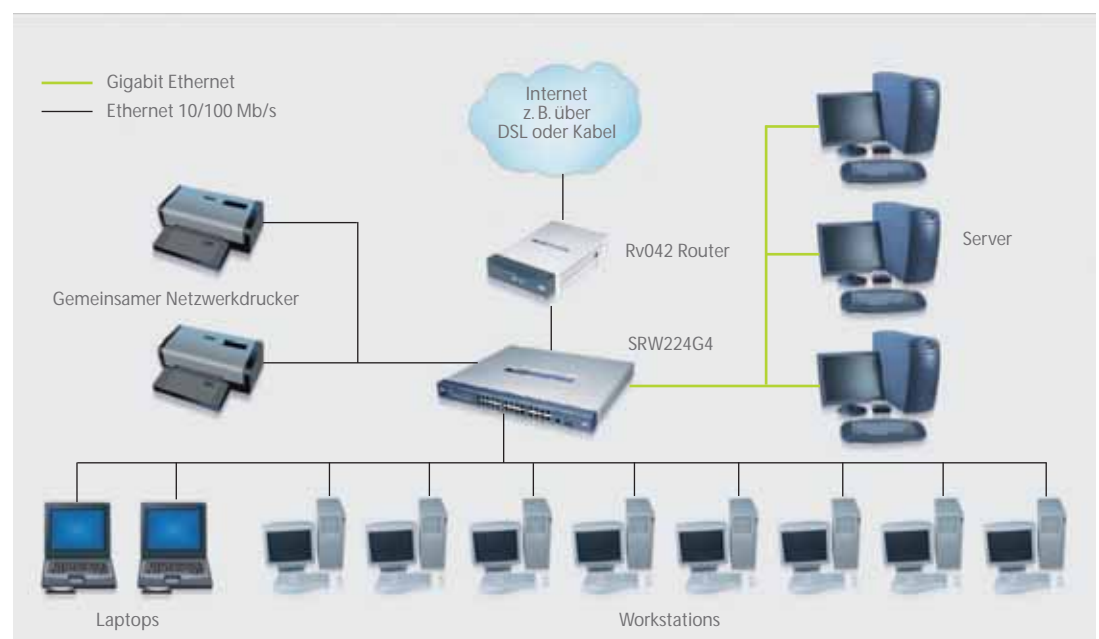 Gigabit Ethernet
Ethernet 10/100 Mb/s
Internet
z. B. über
DSL oder Kabel
Rv042 Router
Server
Gemeinsamer Netzwerkdrucker
SRW224G4
Laptops
Workstations